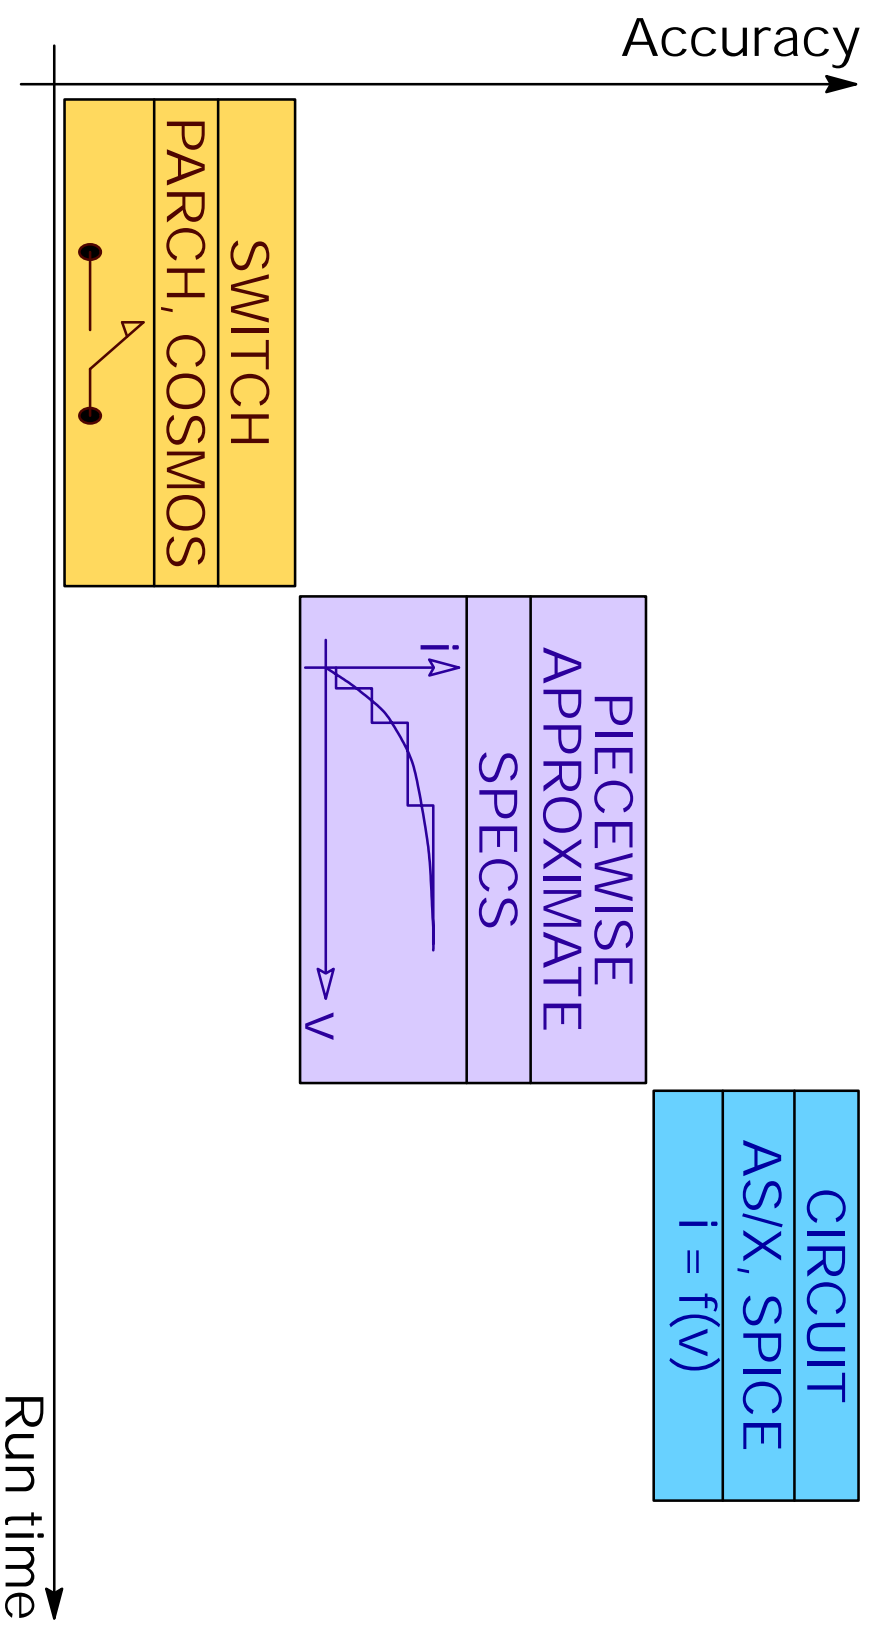 Accuracy
SWITCH
PARCH, COSMOS
PIECEWISE
APPROXIMATE
SPECS
i
v
CIRCUIT
AS/X, SPICE
i = f(v)
Run time